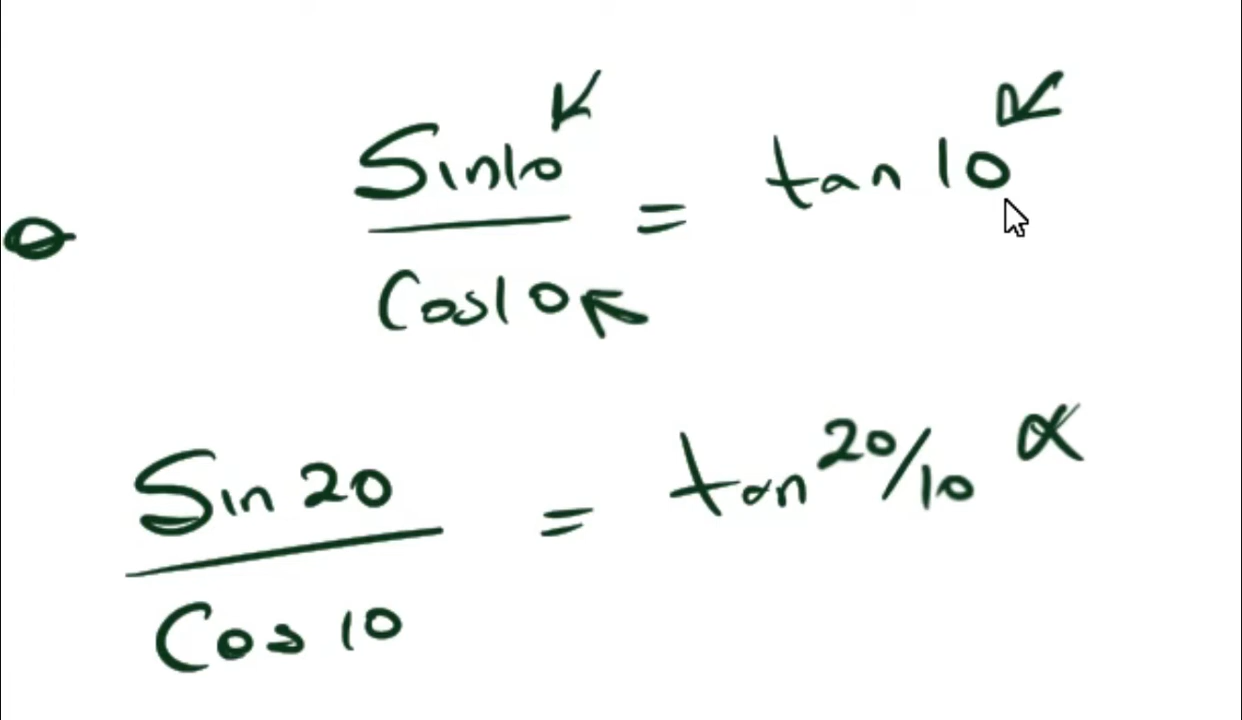 sin10 / cos10 = tan 10
sin 20 / cos 10 = tan 20/10 ×